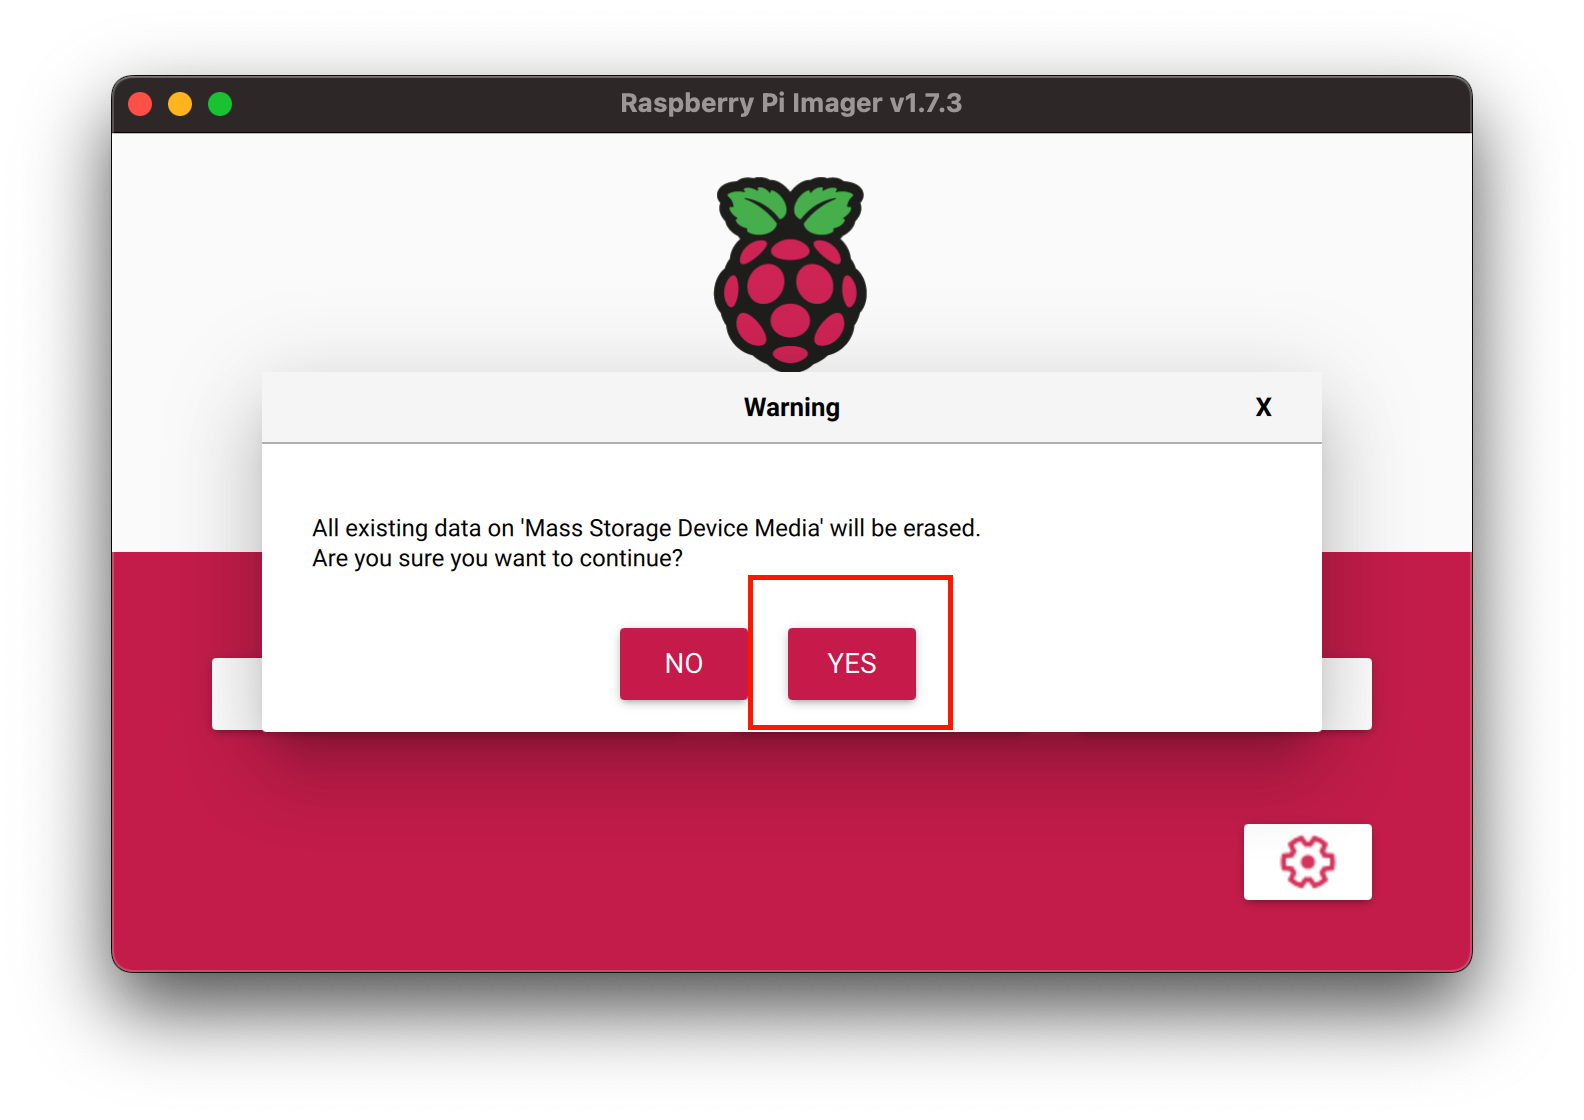 Raspberry Pi Imager v1.7.3
Warning
X
All existing data on 'Mass Storage Device Media' will be erased.
Are you sure you want to continue?
NO
YES